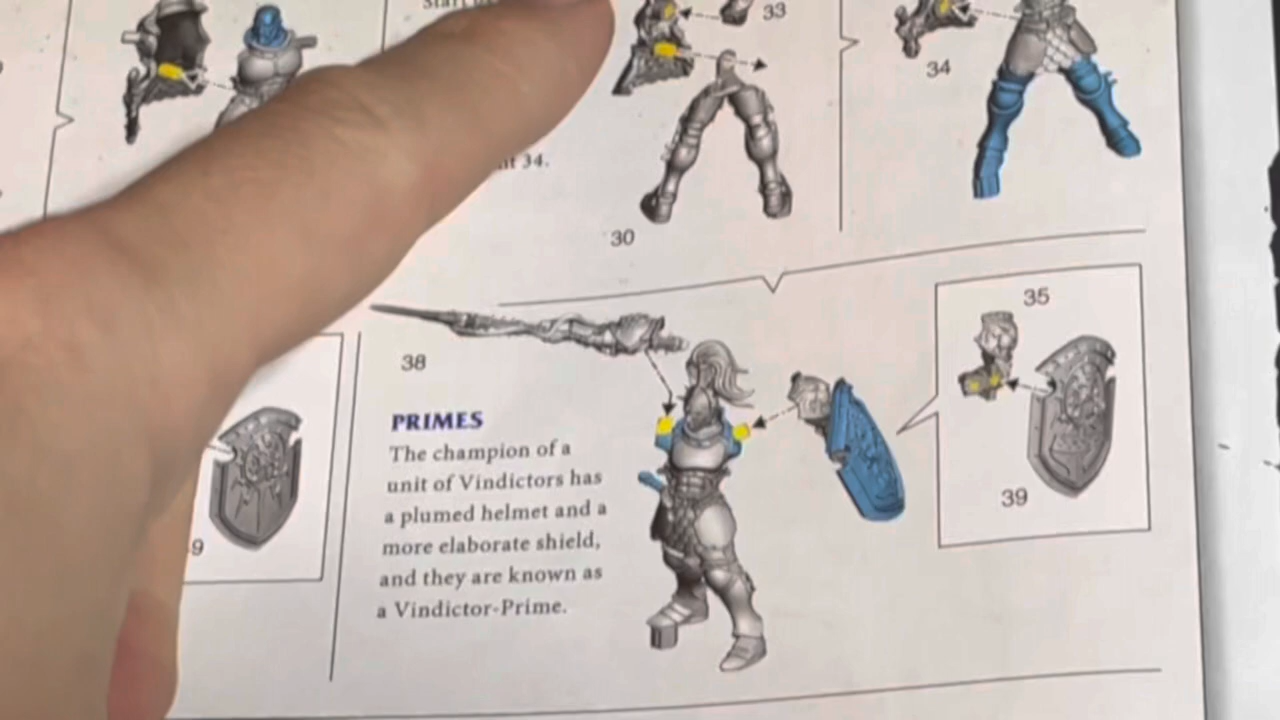 33
34
34.
30
35
38
PRIMES
The champion of a
unit of Vindictors has
a plumed helmet and a
more elaborate shield,
and they are known as
a Vindictor-Prime.
39
9